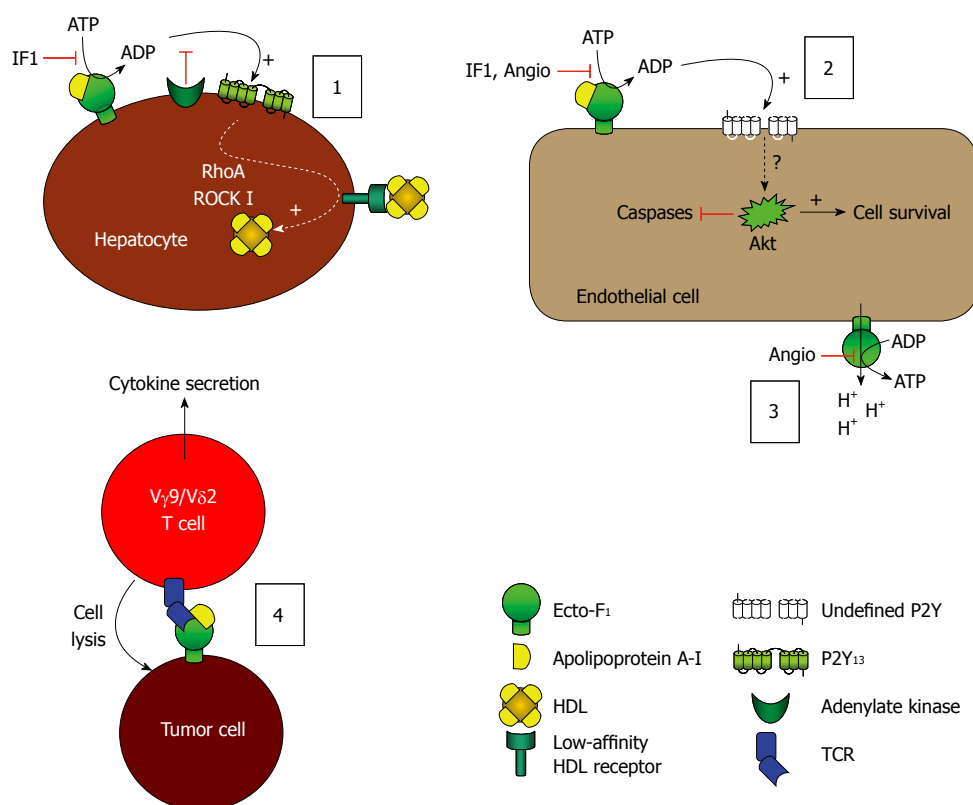 ATP
IF1
ADP
+
1
RhoA
ROCK I
+
Hepatocyte
ATP
IF1, Angio
ADP
+
2
?
Caspases
+
Cell survival
Akt
Endothelial cell
Angio
ADP
ATP
3
H⁺
H⁺
H⁺
Cytokine secretion
Vγ9/Vδ2
T cell
Cell
lysis
4
Tumor cell
Ecto-F₁
Apolipoprotein A-I
HDL
Low-affinity
HDL receptor
Undefined P2Y
P2Y₁₃
Adenylate kinase
TCR